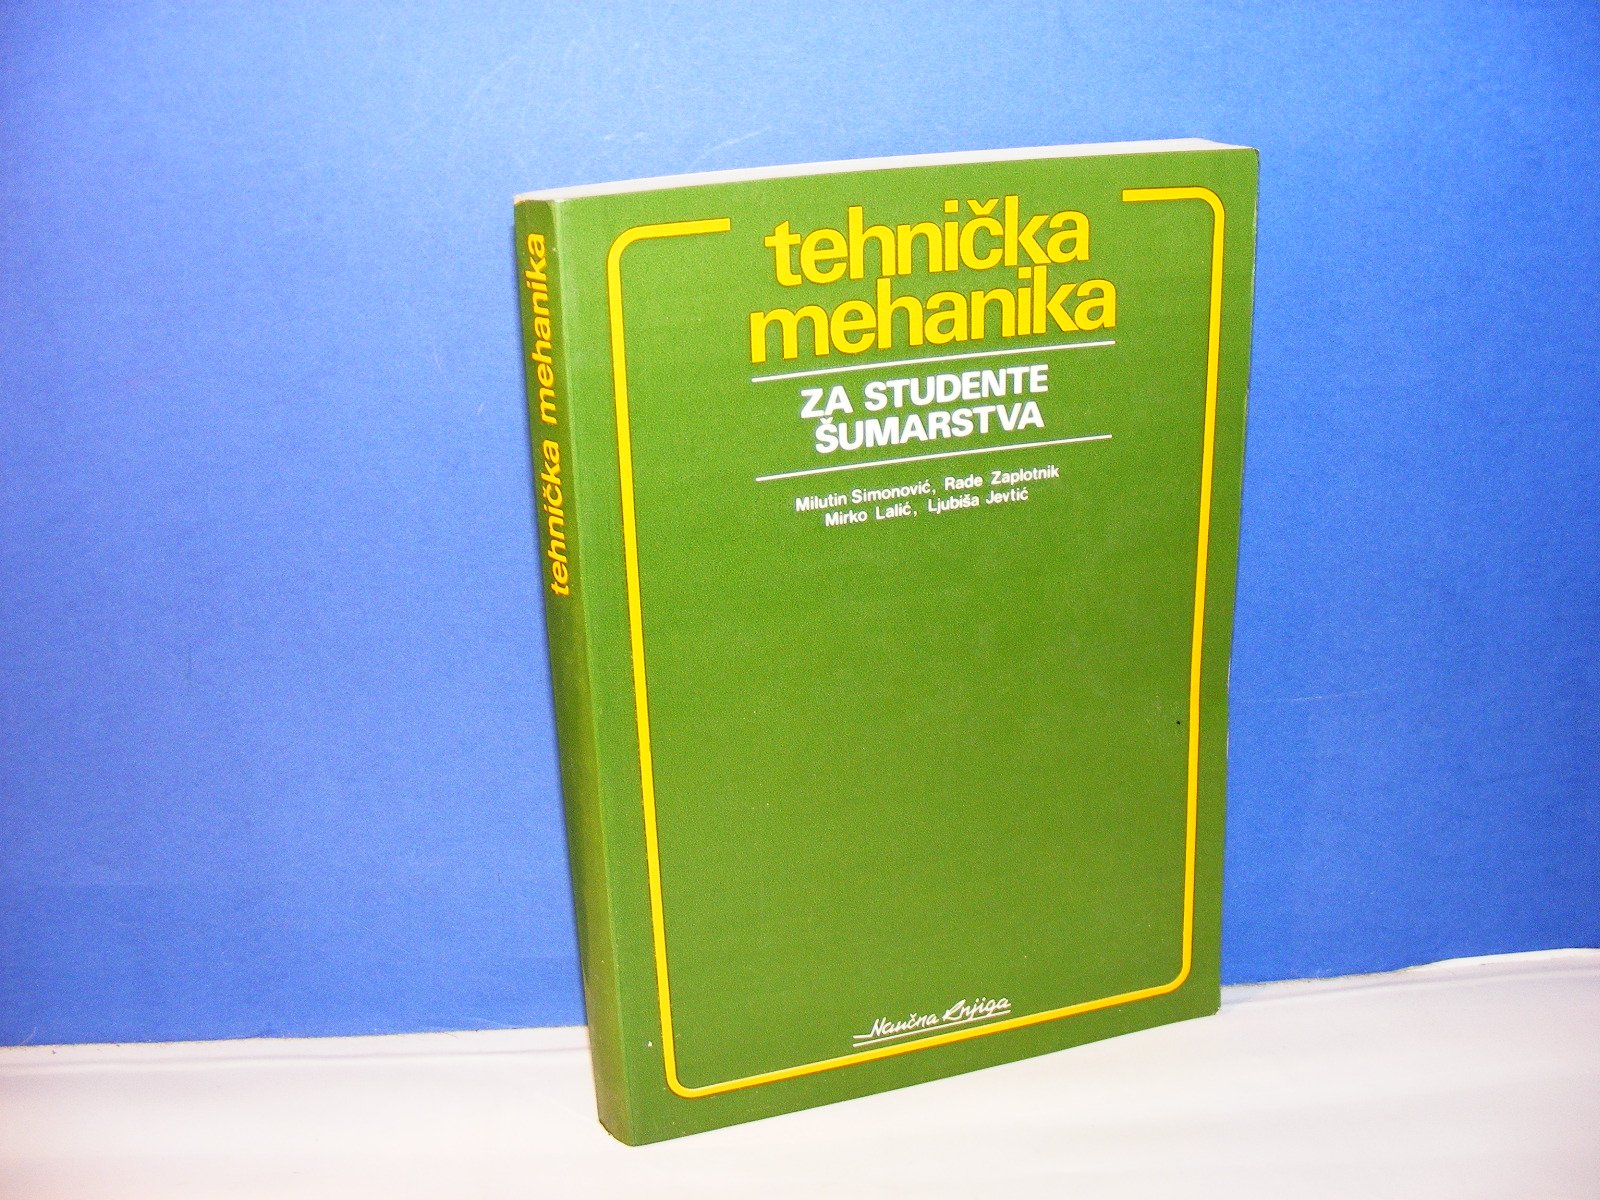 tehnička mehanika
tehnička
mehanika
ZA STUDENTE
ŠUMARSTVA
Milutin Simonović, Rade Zaplotnik
Mirko Lalić, Ljubiša Jevtić
Naučna Knjiga